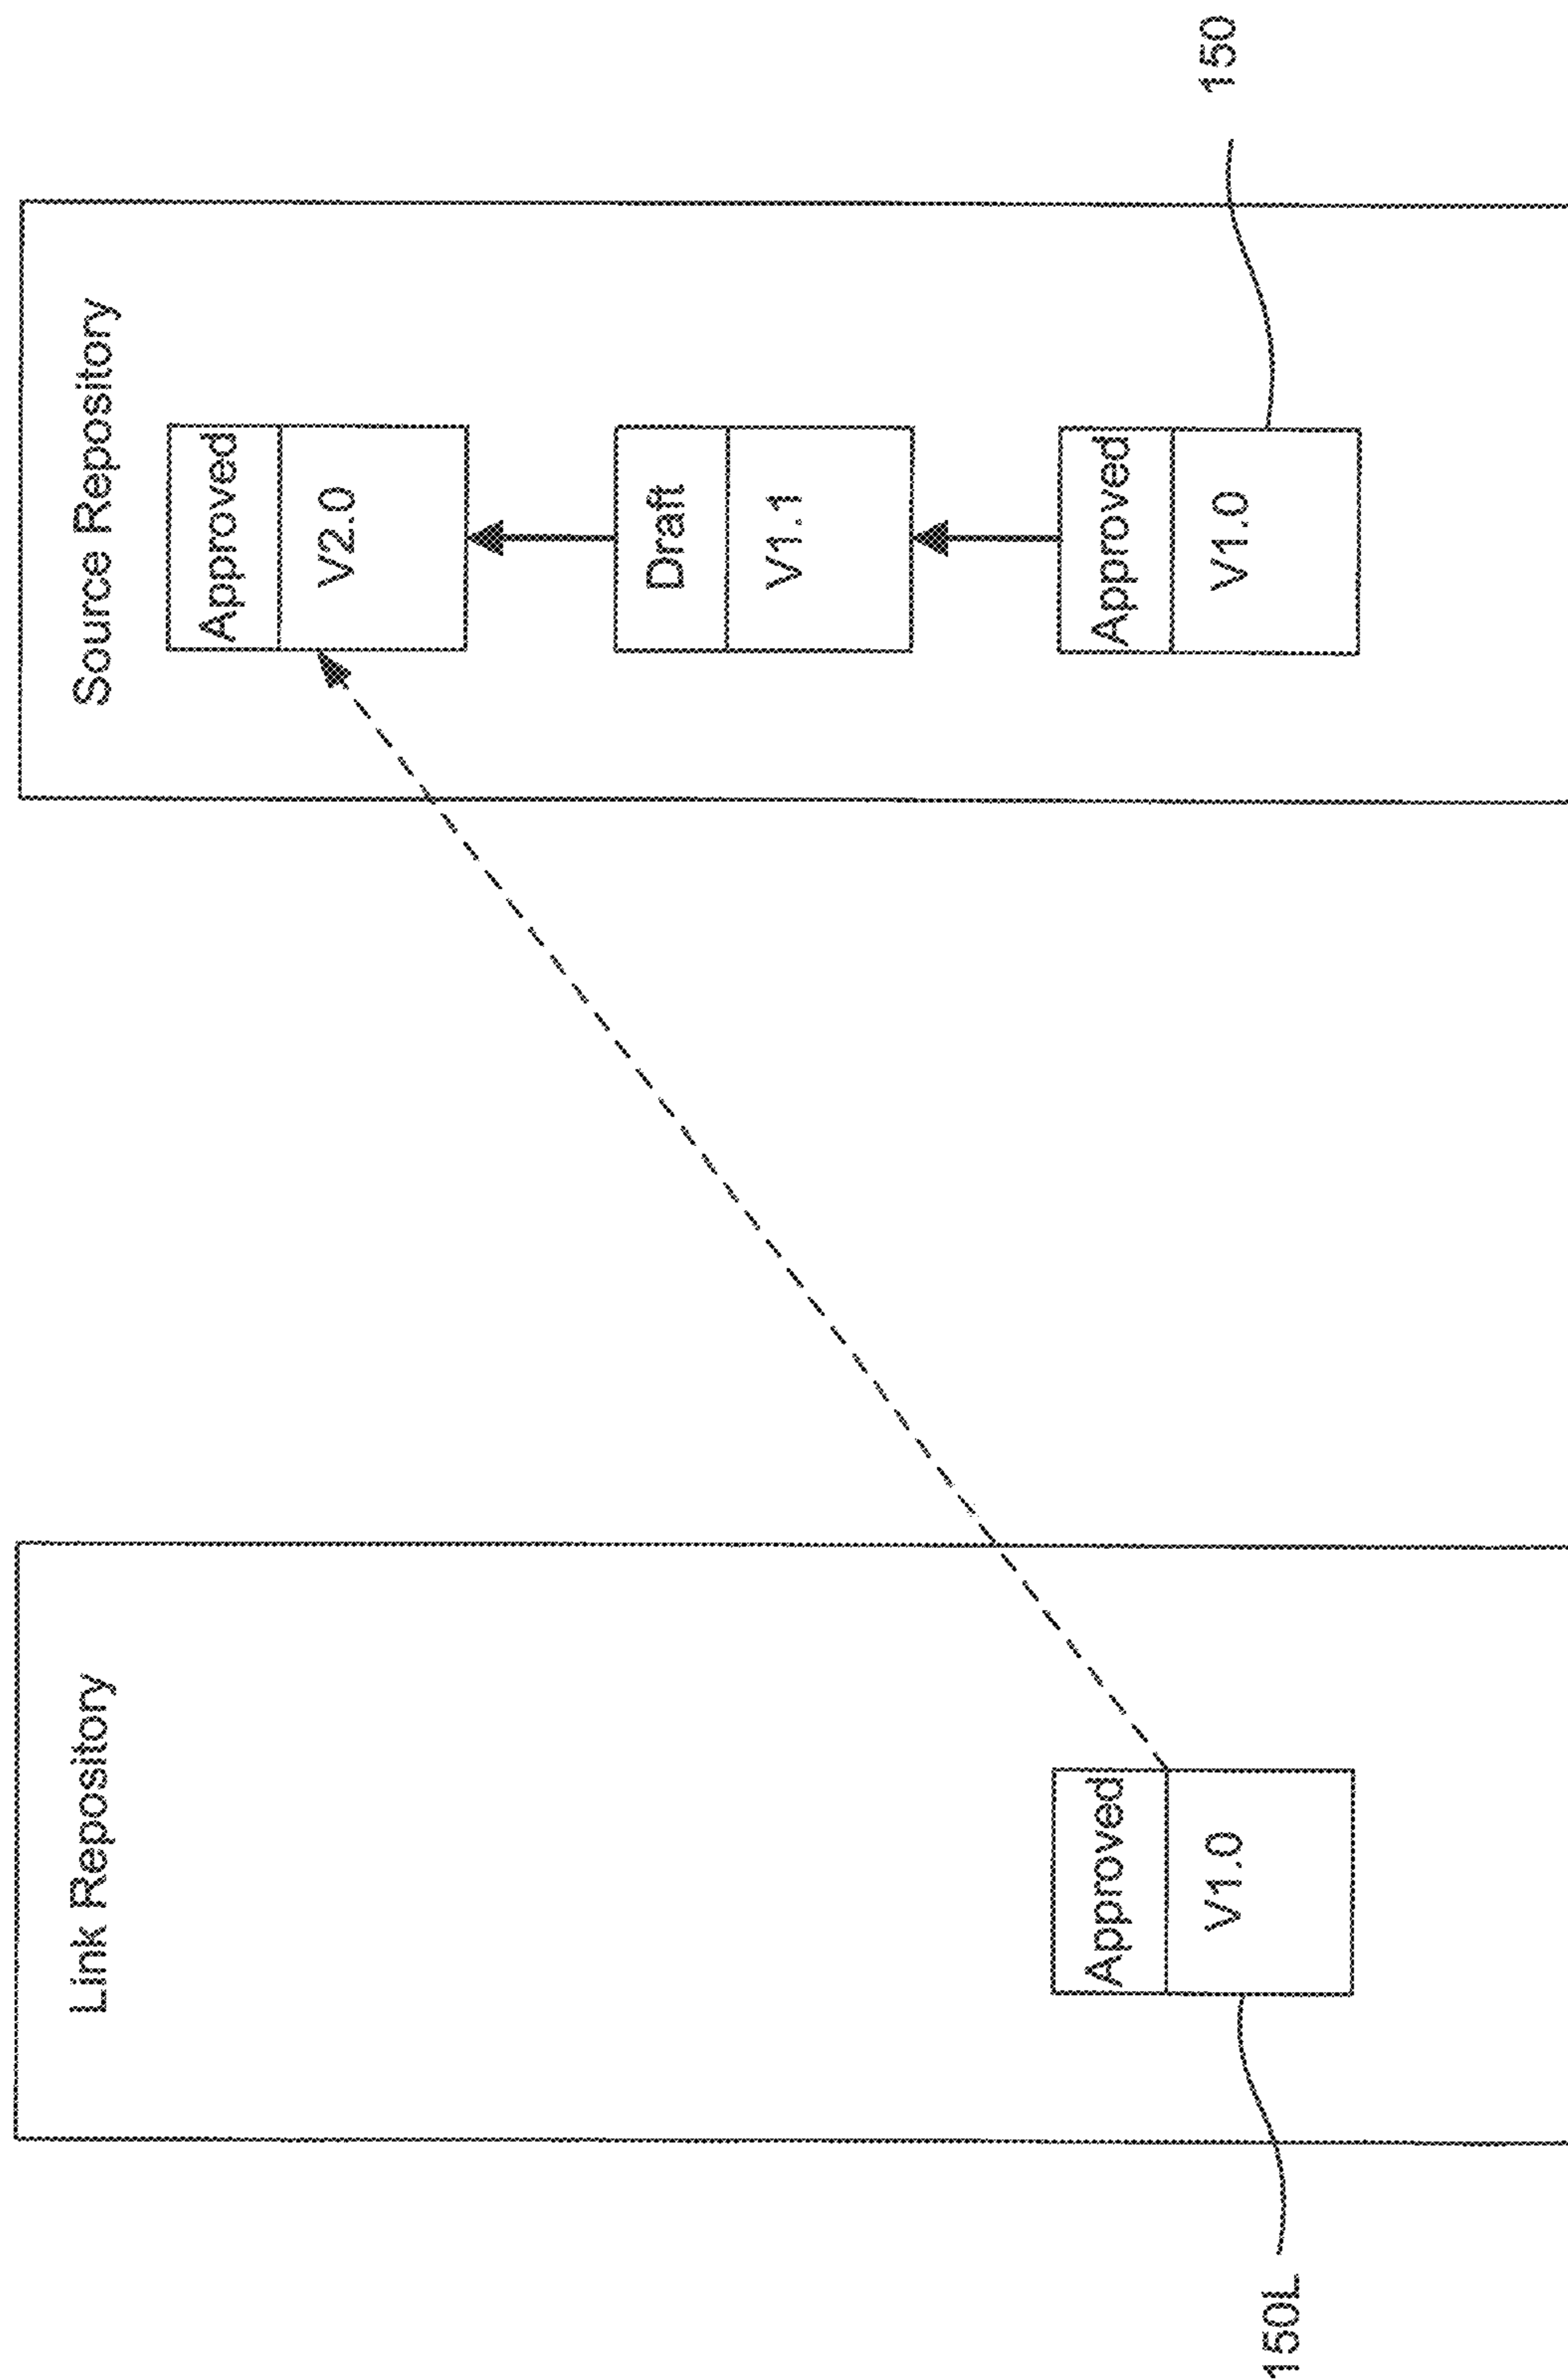 Link Repository
Source Repository
Approved
V2.0
Draft
V1.1
Approved
V1.0
Approved
V1.0
150L
150